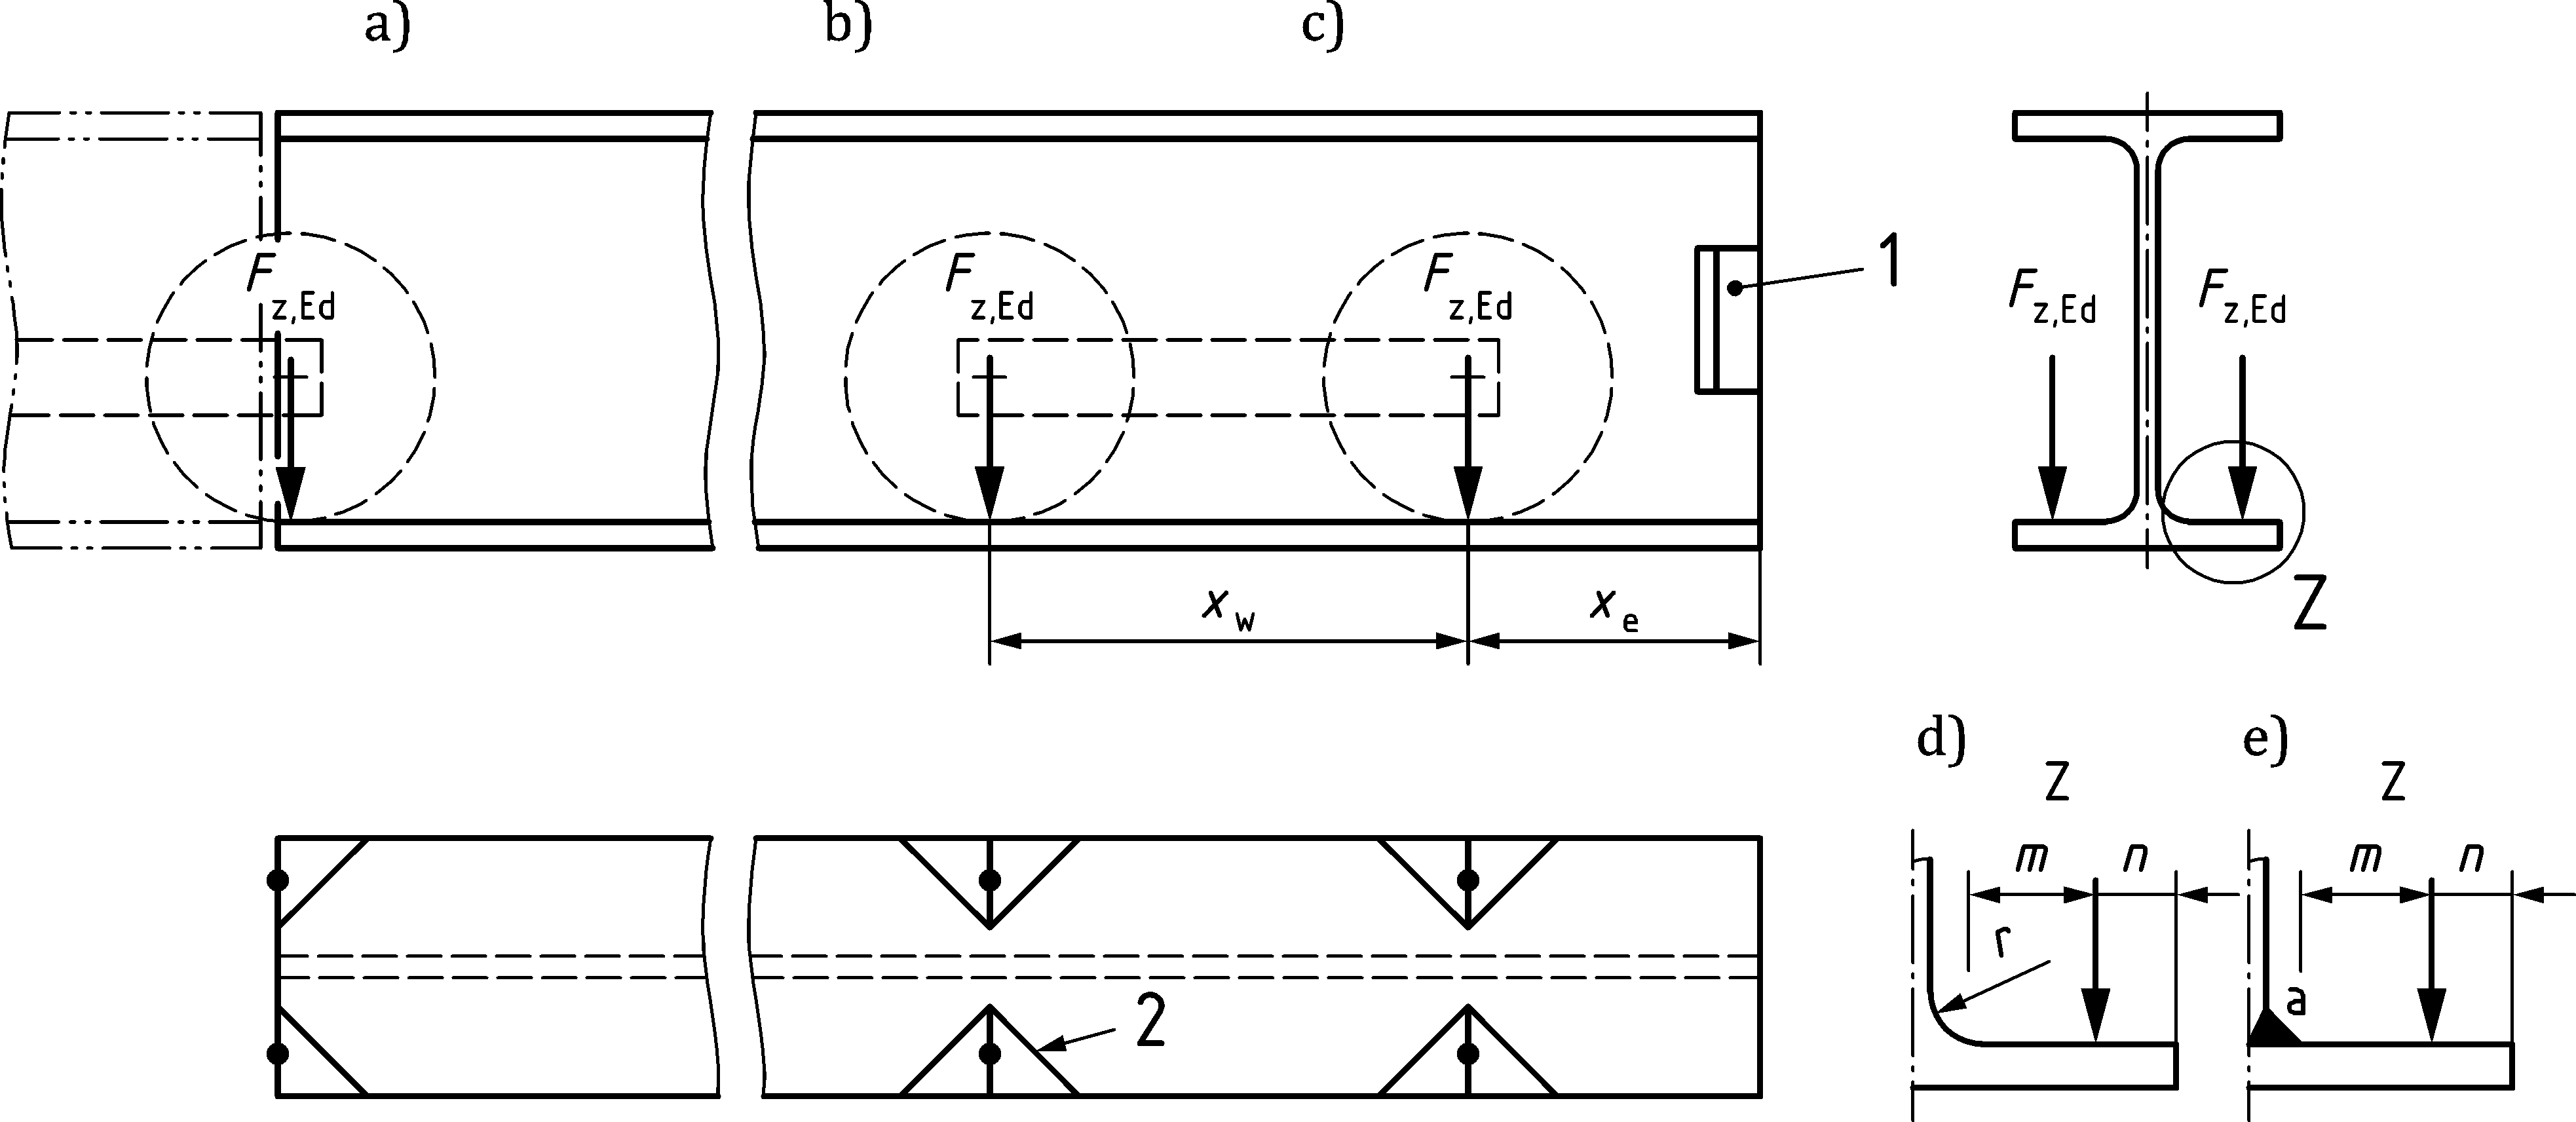 a) b) c)
F z,Ed F z,Ed F z,Ed 1 F z,Ed F z,Ed
x w x e Z
d) e)
Z Z
m n m n
r a
2